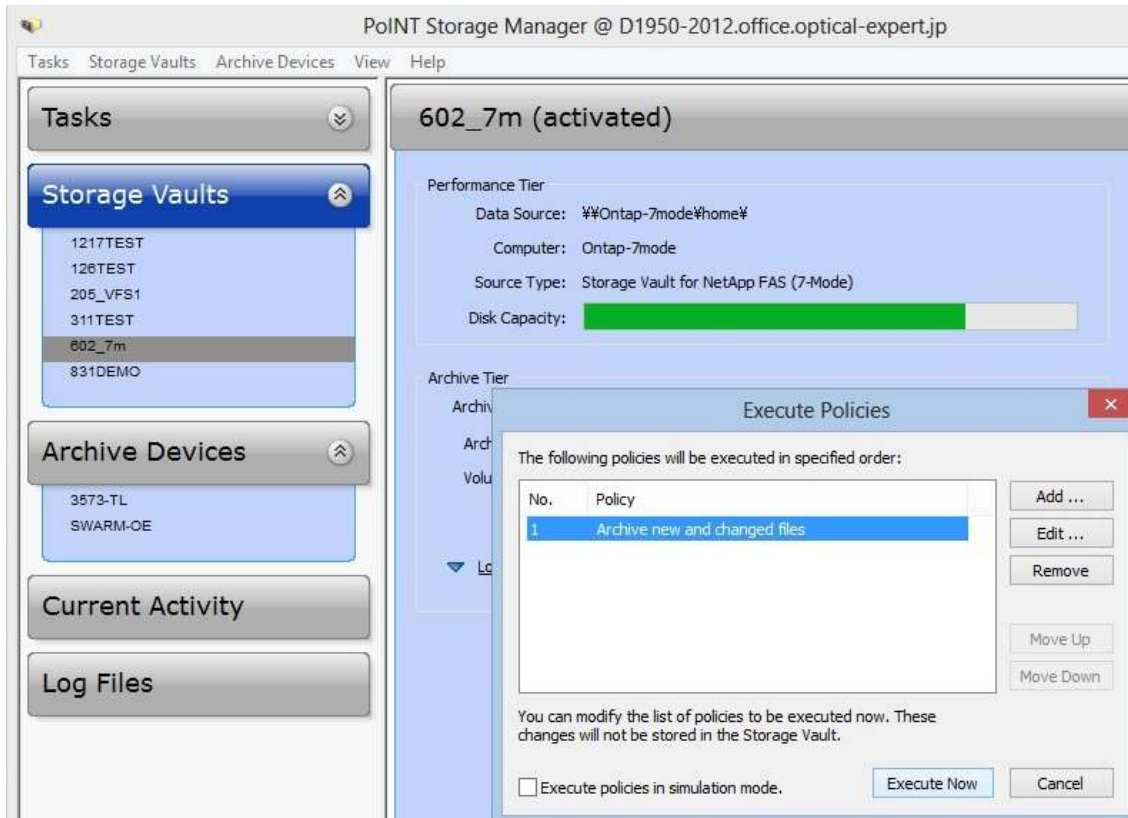 PoINT Storage Manager @ D1950-2012.office.optical-expert.jp
Tasks Storage Vaults Archive Devices View Help
Tasks
Storage Vaults
1217TEST
126TEST
205_VFS1
311TEST
602_7m
831DEMO
Archive Devices
3573-TL
SWARM-OE
Current Activity
Log Files
602_7m (activated)
Performance Tier
Data Source: ¥¥Ontap-7mode¥home¥
Computer: Ontap-7mode
Source Type: Storage Vault for NetApp FAS (7-Mode)
Disk Capacity:
Archive Tier
Archiv
Arch
Volu
Lo
Execute Policies
The following policies will be executed in specified order:
No. Policy
1 Archive new and changed files
Add ...
Edit ...
Remove
Move Up
Move Down
You can modify the list of policies to be executed now. These
changes will not be stored in the Storage Vault.
Execute policies in simulation mode.
Execute Now
Cancel